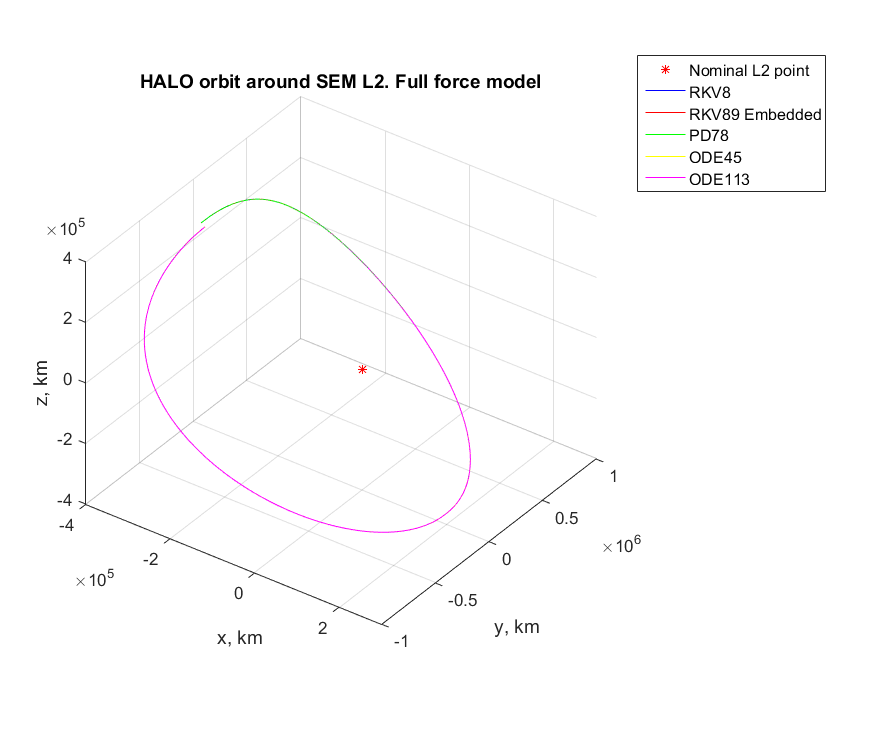 HALO orbit around SEM L2. Full force model
Nominal L2 point
RKV8
RKV89 Embedded
PD78
ODE45
ODE113
×10^5
4
2
0
-2
-4
z, km
-4
-2
0
2
×10^5
x, km
1
0.5
0
-0.5
-1
×10^6
y, km